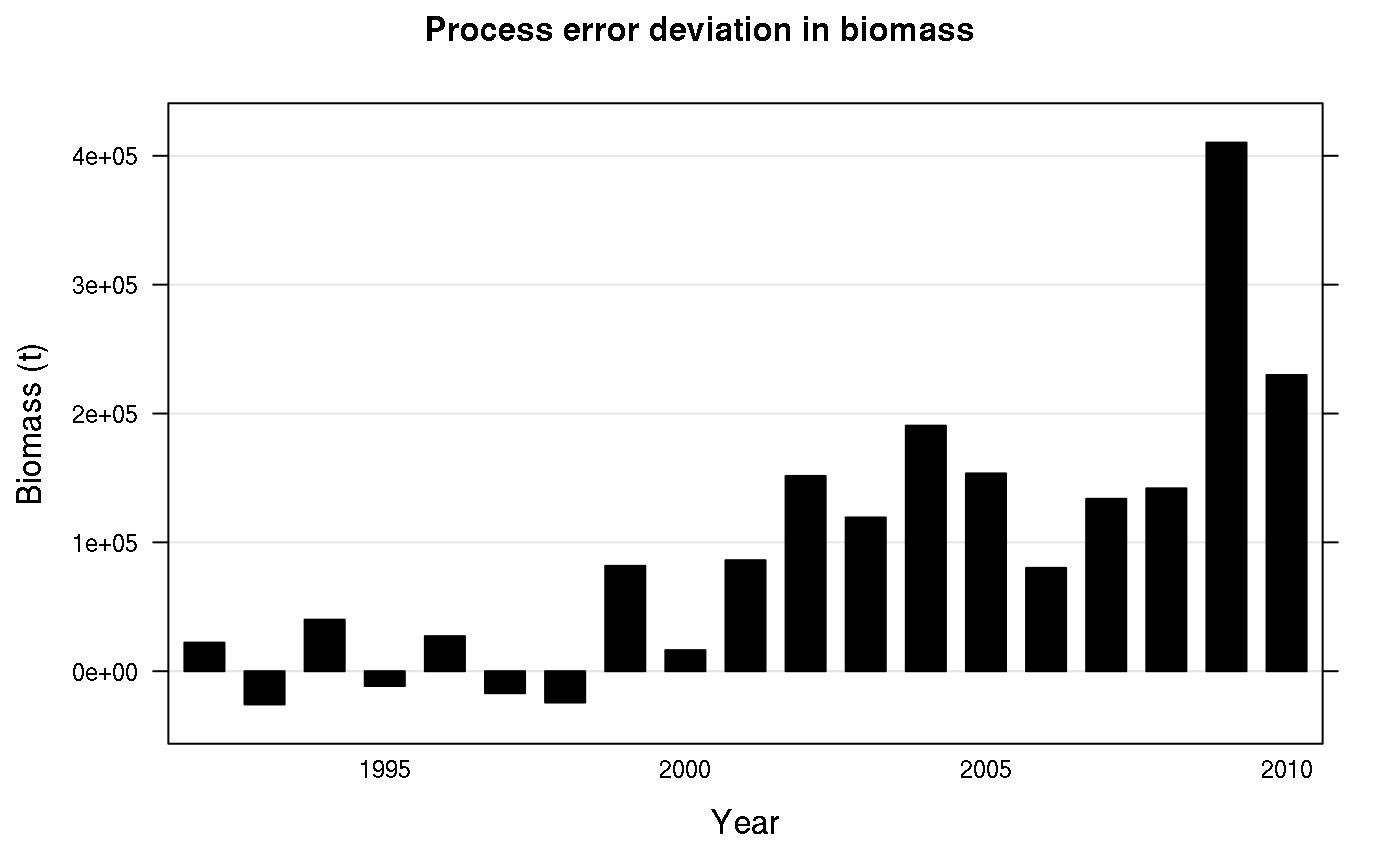 Process error deviation in biomass
4e+05
3e+05
2e+05
1e+05
0e+00
Biomass (t)
1995 2000 2005 2010
Year